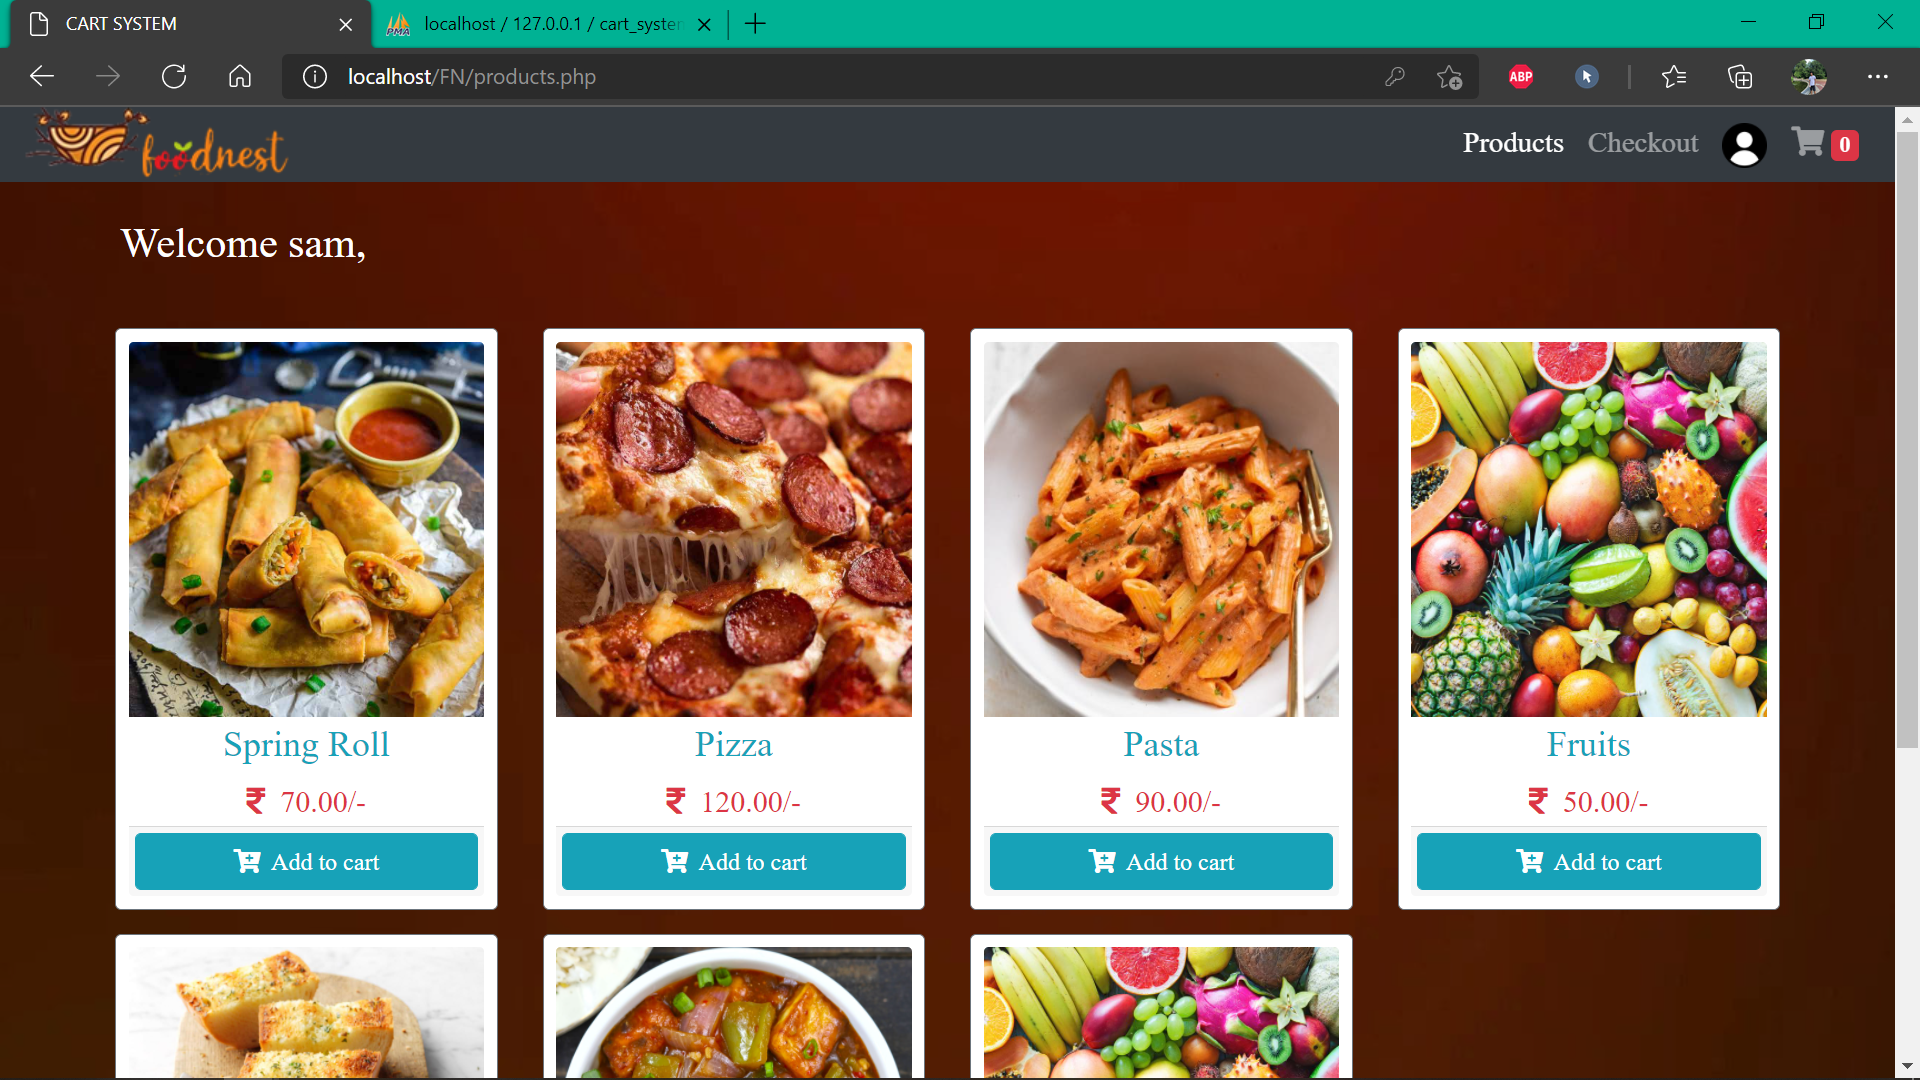 CART SYSTEM
localhost / 127.0.0.1 / cart_system
localhost/FN/products.php
ABP
foodnest
Products
Checkout
0
Welcome sam,
Spring Roll
Pizza
Pasta
Fruits
₹ 70.00/-
₹ 120.00/-
₹ 90.00/-
₹ 50.00/-
Add to cart
Add to cart
Add to cart
Add to cart